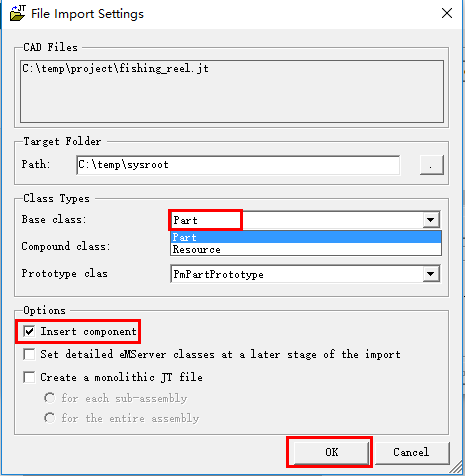 JT
File Import Settings
CAD Files
C:\temp\project\fishing_reel.jt
Target Folder
Path:
C:\temp\sysroot
.
Class Types
Base class:
Part
Part
Compound class:
Resource
Prototype clas
PmPartPrototype
Options
Insert component
Set detailed eMServer classes at a later stage of the import
Create a monolithic JT file
for each sub-assembly
for the entire assembly
OK
Cancel